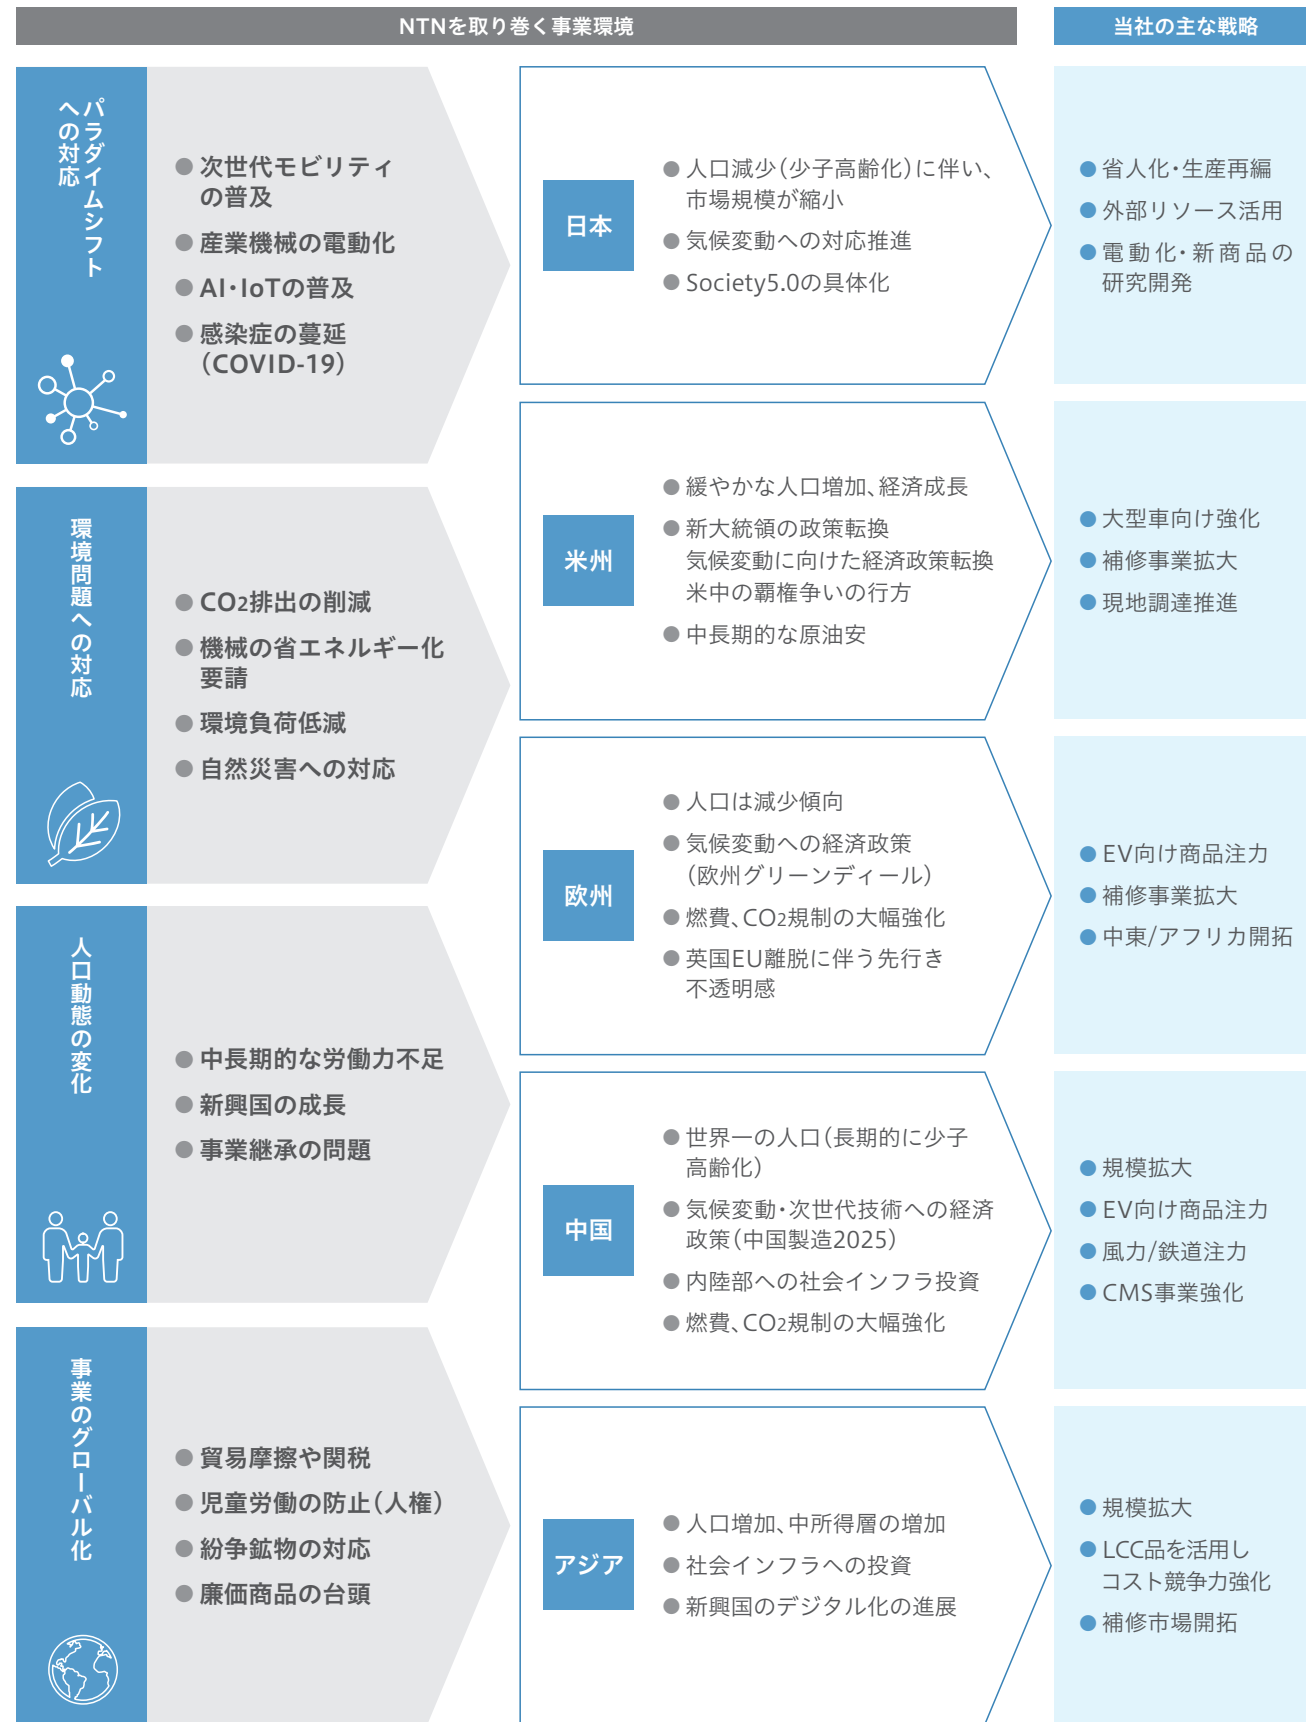 NTNを取り巻く事業環境
当社の主な戦略
パラダイムシフト
への対応
●次世代モビリティ
の普及
●産業機械の電動化
●AI・IoTの普及
●感染症の蔓延
（COVID-19）
環境問題への対応
●CO2排出の削減
●機械の省エネルギー化
要請
●環境負荷低減
●自然災害への対応
人口動態の変化
●中長期的な労働力不足
●新興国の成長
●事業継承の問題
事業のグローバル化
●貿易摩擦や関税
●児童労働の防止（人権）
●紛争鉱物の対応
●廉価商品の台頭
日本
●人口減少（少子高齢化）に伴い、
市場規模が縮小
●気候変動への対応推進
●Society5.0の具体化
●省人化・生産再編
●外部リソース活用
●電動化・新商品の
研究開発
米州
●緩やかな人口増加、経済成長
●新大統領の政策転換
気候変動に向けた経済政策転換
米中の覇権争いの行方
●中長期的な原油安
●大型車向け強化
●補修事業拡大
●現地調達推進
欧州
●人口は減少傾向
●気候変動への経済政策
（欧州グリーンディール）
●燃費、CO2規制の大幅強化
●英国EU離脱に伴う先行き
不透明感
●EV向け商品注力
●補修事業拡大
●中東/アフリカ開拓
中国
●世界一の人口（長期的に少子
高齢化）
●気候変動・次世代技術への経済
政策（中国製造2025）
●内陸部への社会インフラ投資
●燃費、CO2規制の大幅強化
●規模拡大
●EV向け商品注力
●風力/鉄道注力
●CMS事業強化
アジア
●人口増加、中所得層の増加
●社会インフラへの投資
●新興国のデジタル化の進展
●規模拡大
●LCC品を活用し
コスト競争力強化
●補修市場開拓